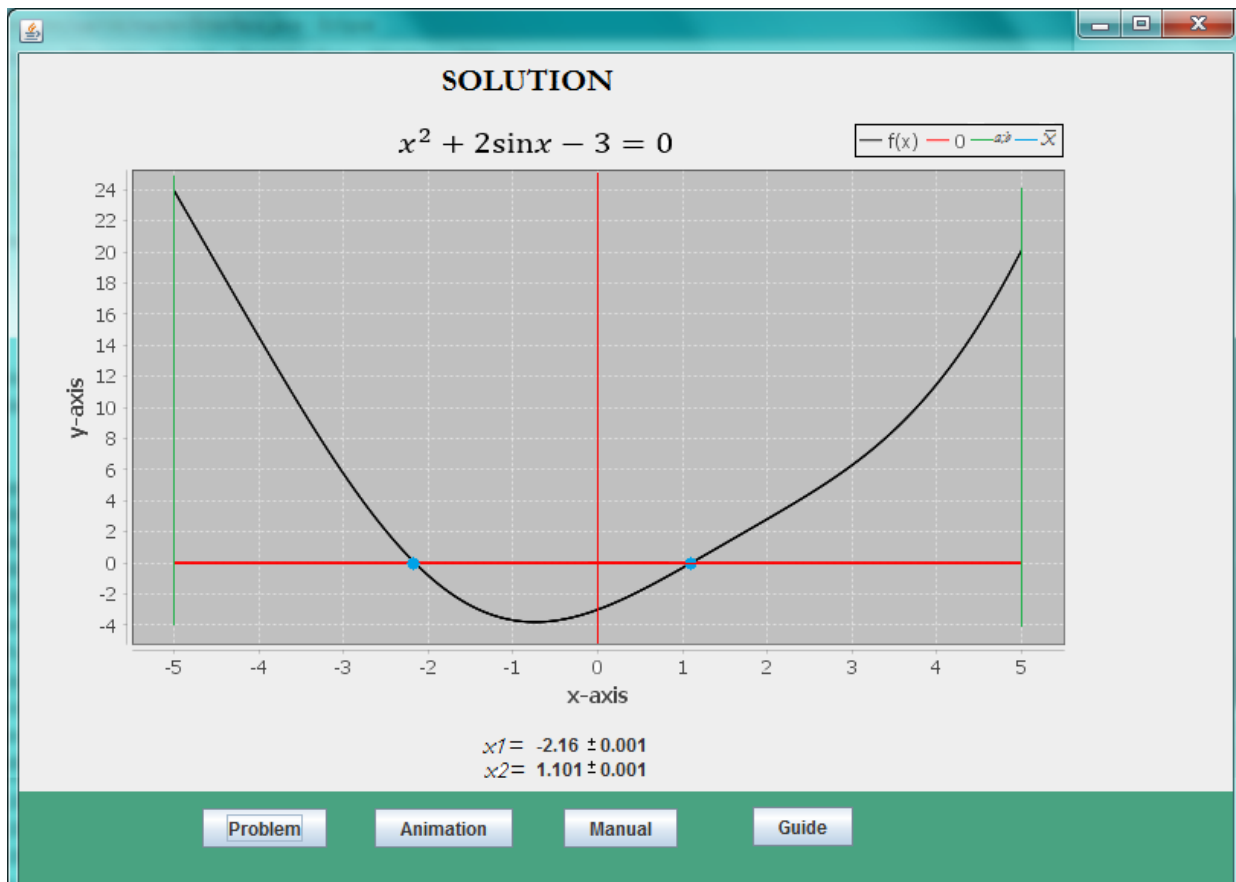 SOLUTION
x² + 2sinx − 3 = 0
f(x) 0 a;b x̄
24
22
20
18
16
14
12
10
8
6
4
2
0
-2
-4
y-axis
-5 -4 -3 -2 -1 0 1 2 3 4 5
x-axis
x1= -2.16 ±0.001
x2= 1.101 ±0.001
Problem Animation Manual Guide